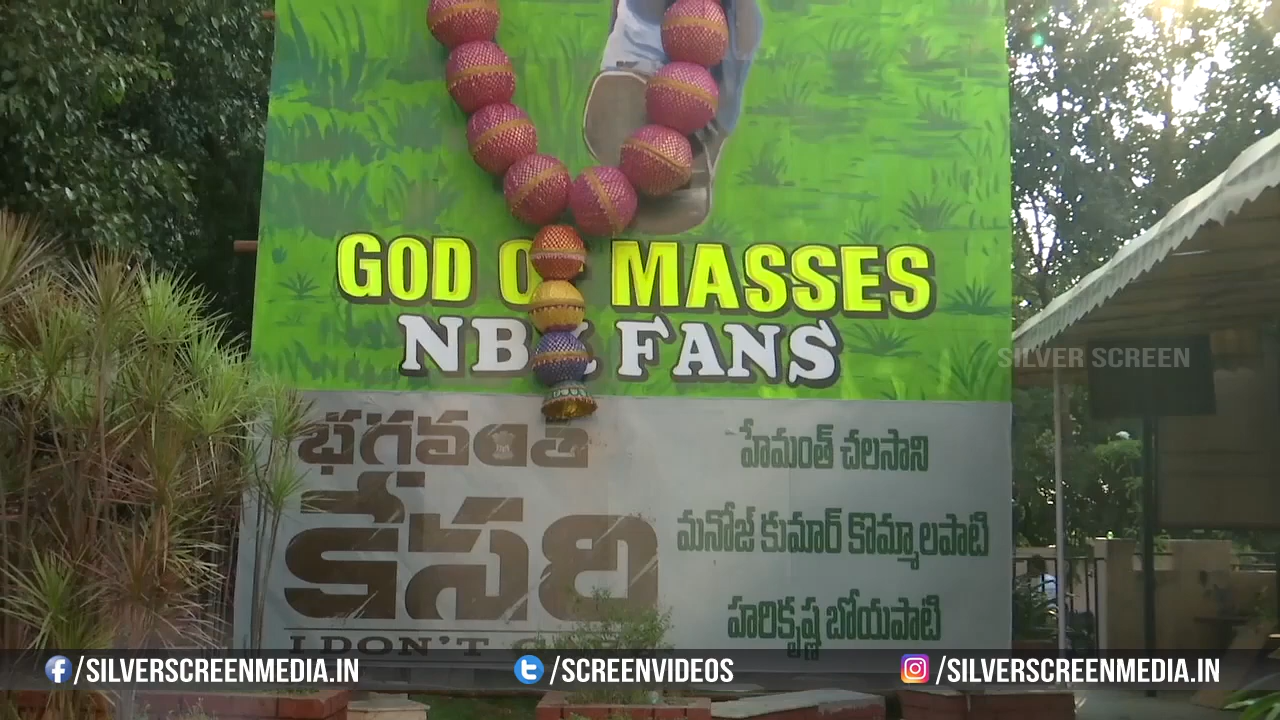 GOD OF MASSES
NBK FANS
SILVER SCREEN
భగవంత్
కేసరి
I DON'T
హేమంత్ చలసాని
మనోజ్ కుమార్ కొమ్మాలపాటి
హరికృష్ణ బోయపాటి
/SILVERSCREENMEDIA.IN
/SCREENVIDEOS
/SILVERSCREENMEDIA.IN